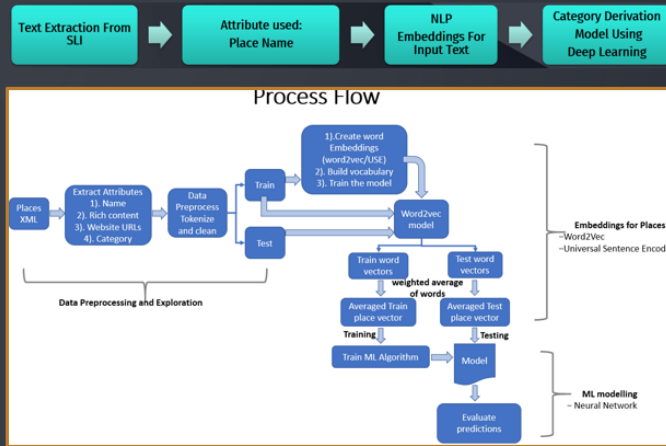 Text Extraction From
SLI
Attribute used:
Place Name
NLP
Embeddings For
Input Text
Category Derivation
Model Using
Deep Learning
Process Flow
Places
XML
Extract Attributes
1). Name
2). Rich content
3). Website URLs
4). Category
Data
Preprocess
Tokenize
and clean
Train
Test
1).Create word
Embeddings
(word2vec/USE)
2). Build vocabulary
3). Train the model
Word2vec
model
Train word
vectors
Test word
vectors
weighted average
of words
Averaged Train
place vector
Averaged Test
place vector
Training
Testing
Train ML Algorithm
Model
Evaluate
predictions
Data Preprocessing and Exploration
Embeddings for Places
–Word2Vec
–Universal Sentence Encod
ML modelling
– Neural Network